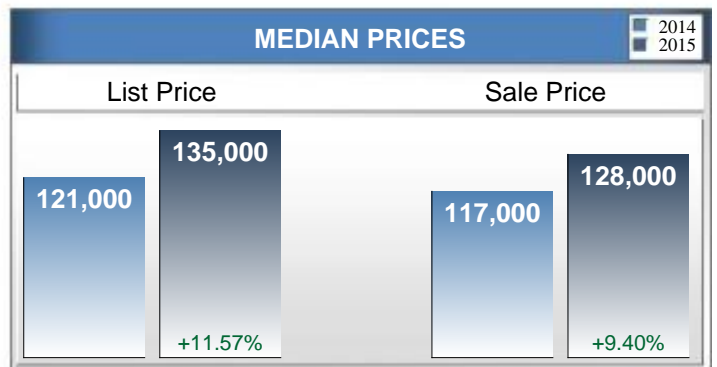 MEDIAN PRICES
2014
2015
List Price
Sale Price
121,000
135,000
+11.57%
117,000
128,000
+9.40%